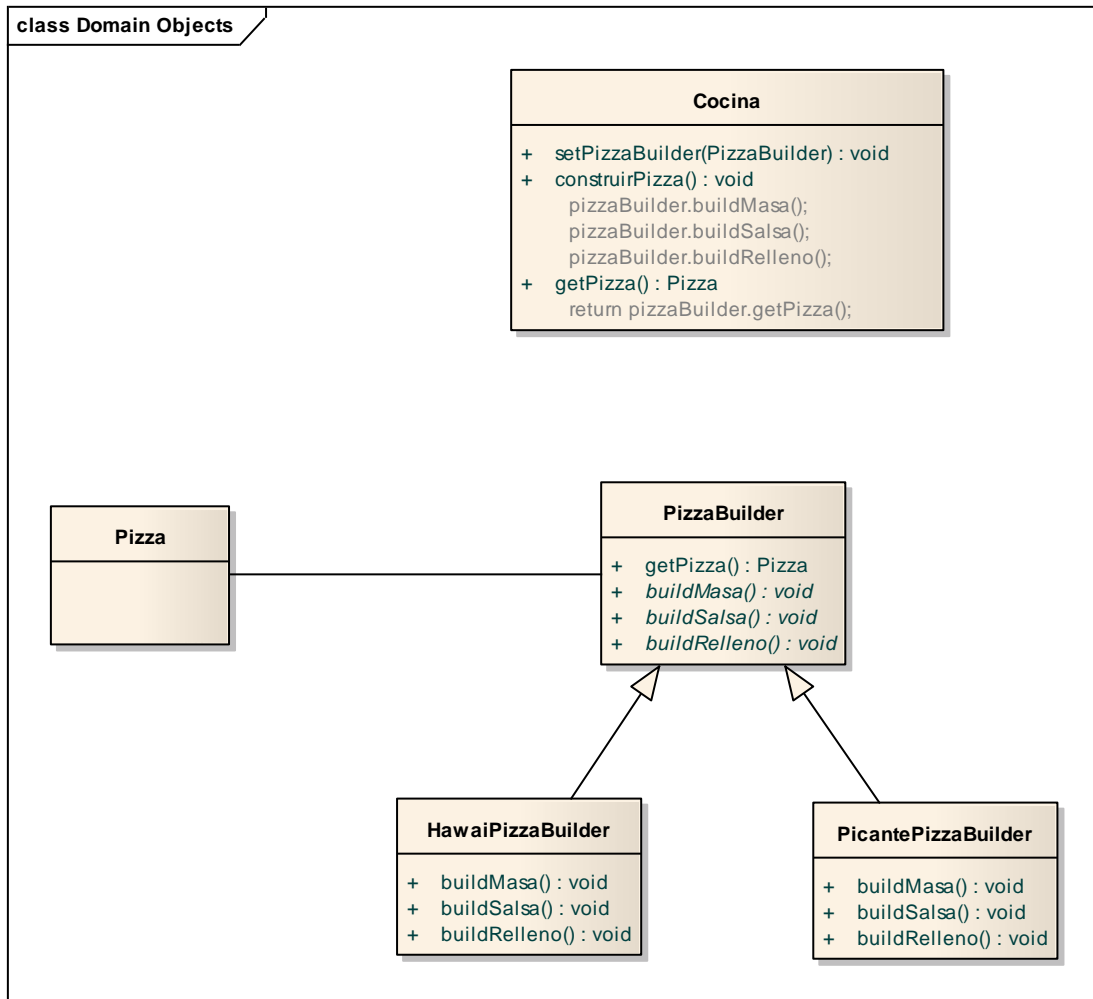 class Domain Objects
Cocina
+ setPizzaBuilder(PizzaBuilder) : void
+ construirPizza() : void
pizzaBuilder.buildMasa();
pizzaBuilder.buildSalsa();
pizzaBuilder.buildRelleno();
+ getPizza() : Pizza
return pizzaBuilder.getPizza();
Pizza
PizzaBuilder
+ getPizza() : Pizza
+ buildMasa() : void
+ buildSalsa() : void
+ buildRelleno() : void
HawaiPizzaBuilder
+ buildMasa() : void
+ buildSalsa() : void
+ buildRelleno() : void
PicantePizzaBuilder
+ buildMasa() : void
+ buildSalsa() : void
+ buildRelleno() : void